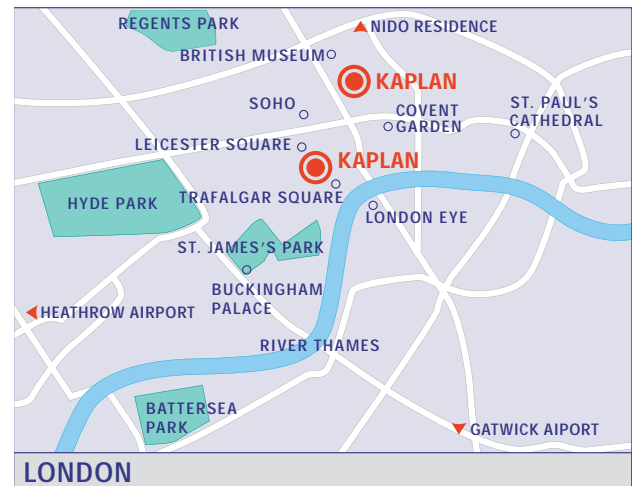 REGENTS PARK
NIDO RESIDENCE
BRITISH MUSEUM
KAPLAN
SOHO
COVENT
GARDEN
ST. PAUL'S
CATHEDRAL
LEICESTER SQUARE
KAPLAN
HYDE PARK
TRAFALGAR SQUARE
LONDON EYE
ST. JAMES'S PARK
BUCKINGHAM
PALACE
HEATHROW AIRPORT
RIVER THAMES
BATTERSEA
PARK
GATWICK AIPORT
LONDON